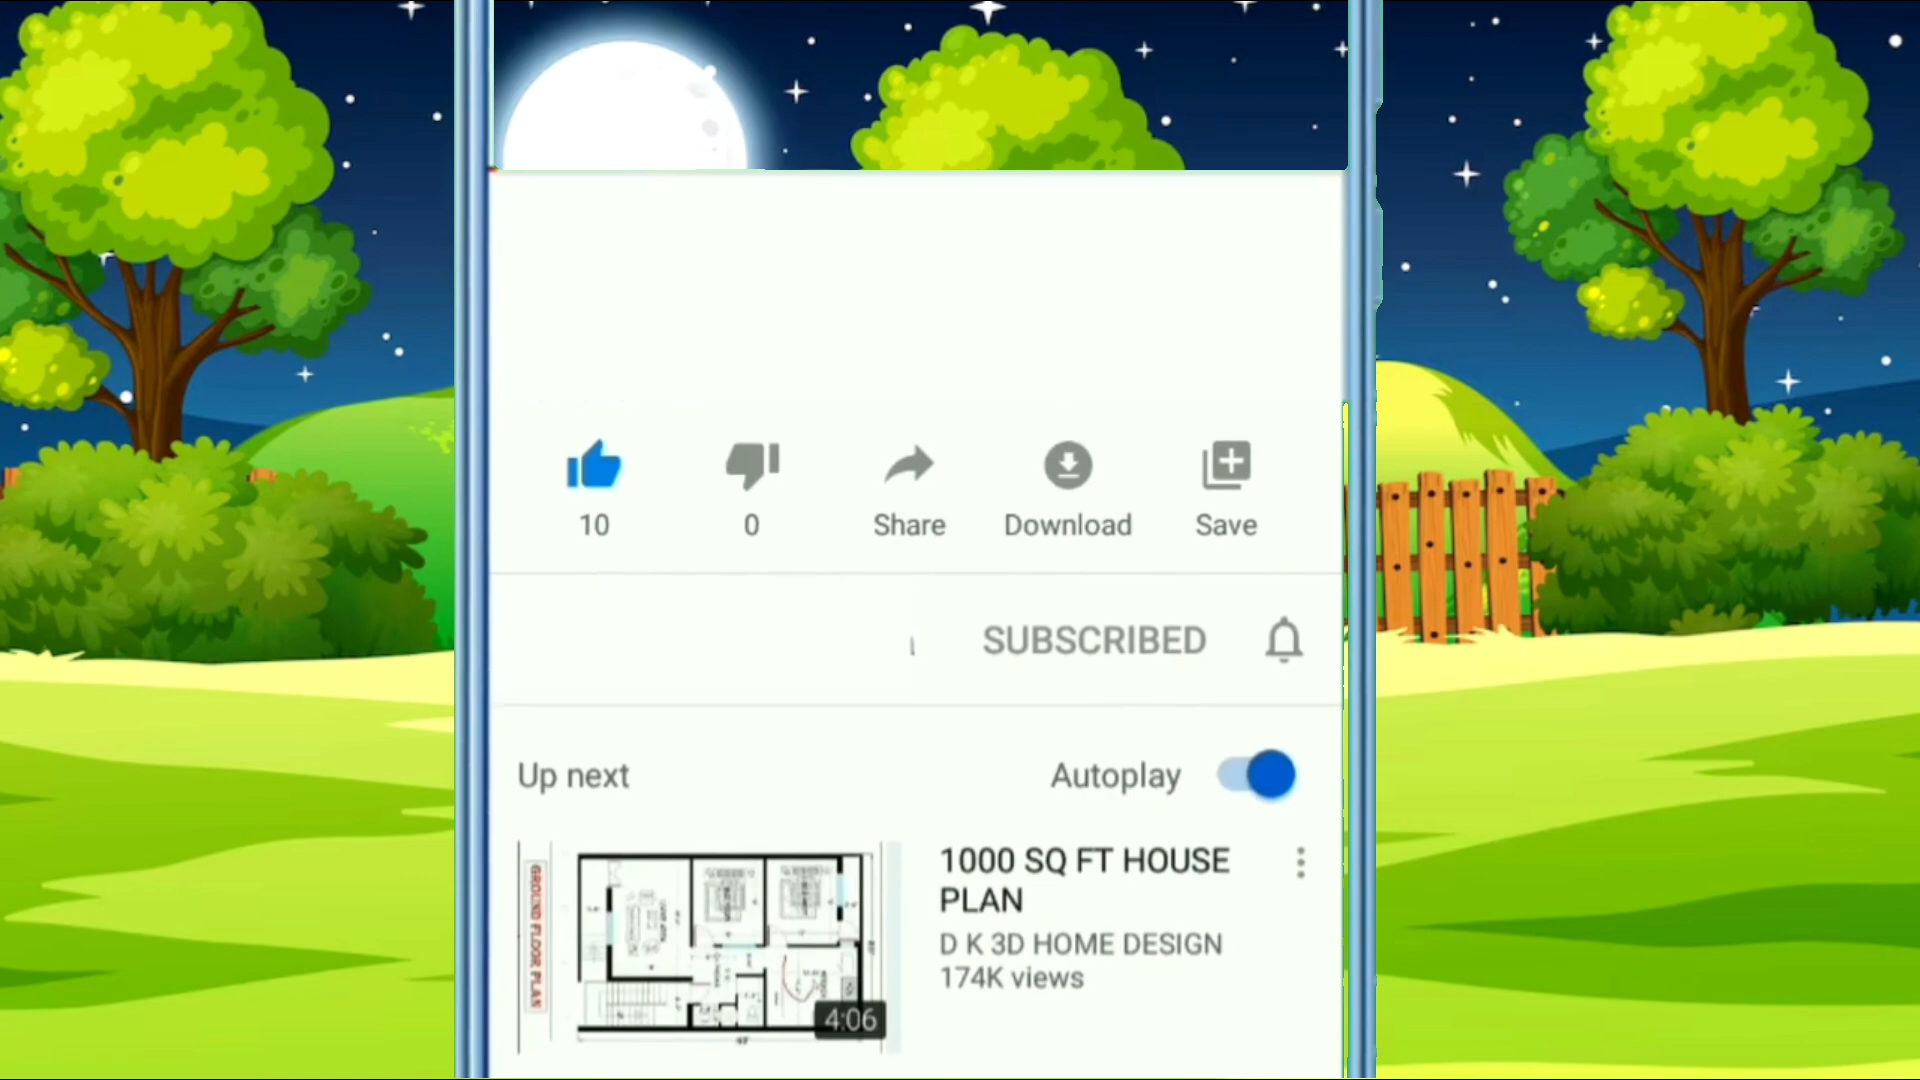 10
0
Share
Download
Save
SUBSCRIBED
Up next
Autoplay
GROUND FLOOR PLAN
4:06
1000 SQ FT HOUSE
PLAN
D K 3D HOME DESIGN
174K views